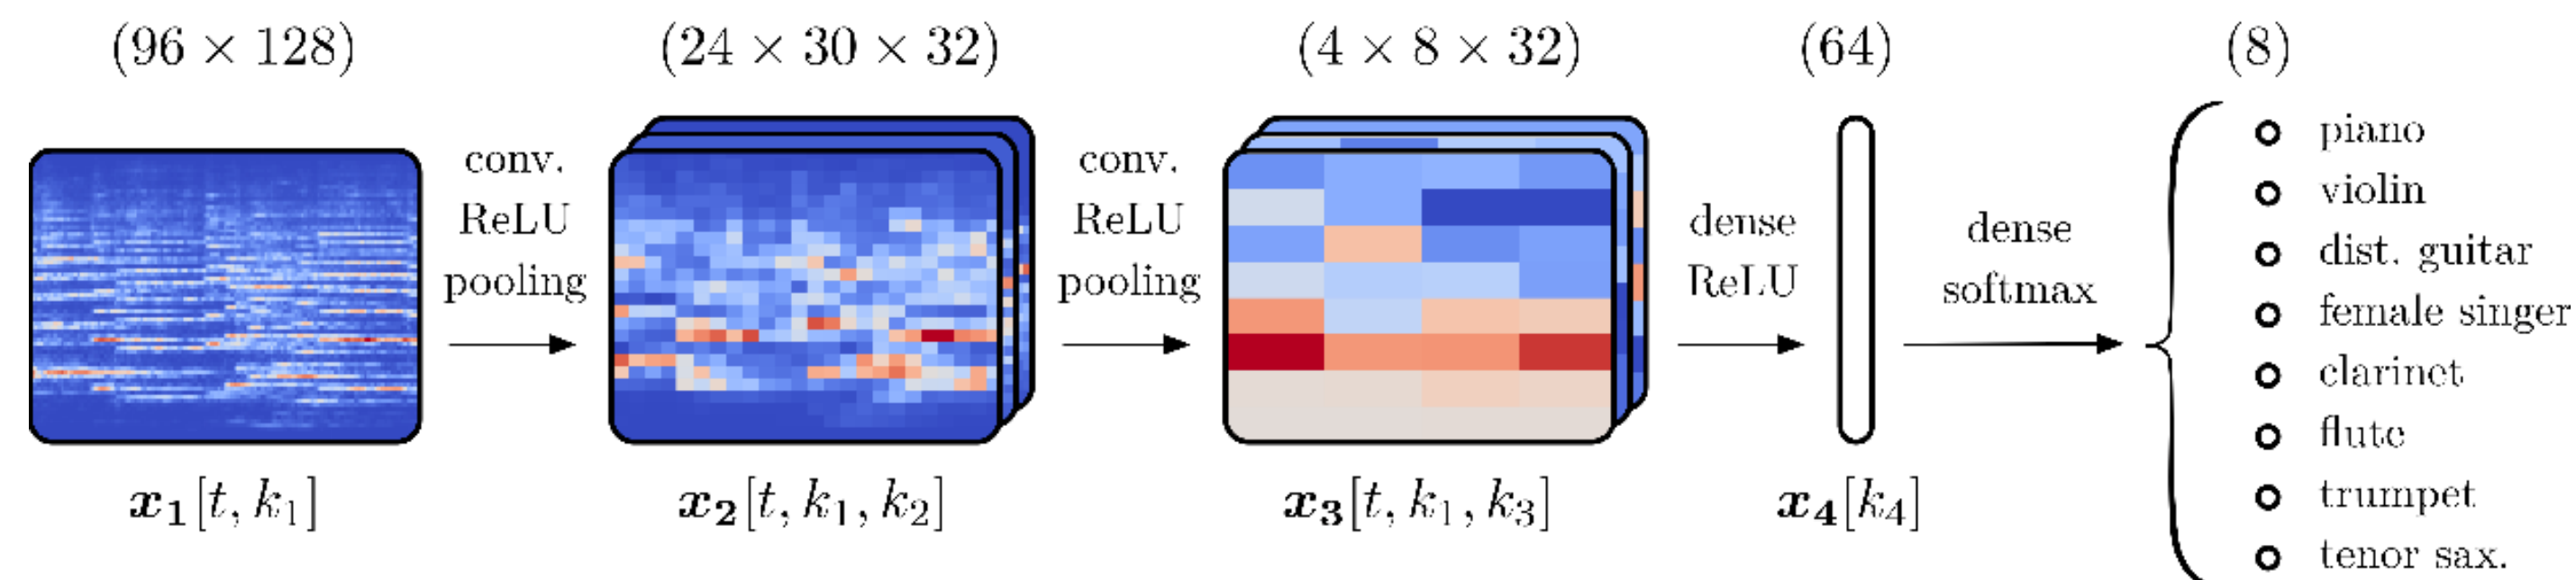 (96 × 128)
(24 × 30 × 32)
(4 × 8 × 32)
(64)
(8)
conv.
ReLU
pooling
conv.
ReLU
pooling
dense
ReLU
dense
softmax
piano
violin
dist. guitar
female singer
clarinet
flute
trumpet
tenor sax.
x₁[t, k₁]
x₂[t, k₁, k₂]
x₃[t, k₁, k₃]
x₄[k₄]